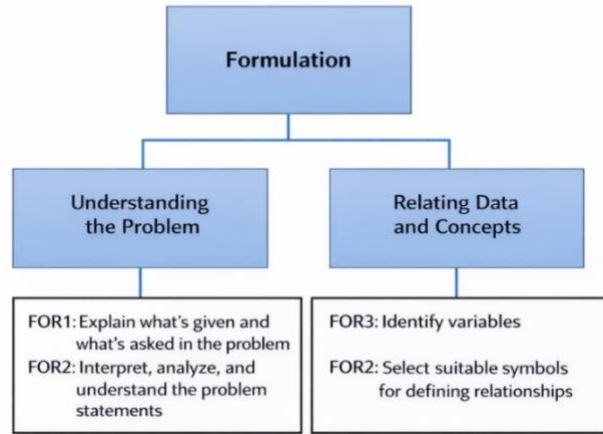 Formulation
Understanding
the Problem
Relating Data
and Concepts
FOR1: Explain what's given and
what's asked in the problem
FOR2: Interpret, analyze, and
understand the problem
statements
FOR3: Identify variables
FOR2: Select suitable symbols
for defining relationships